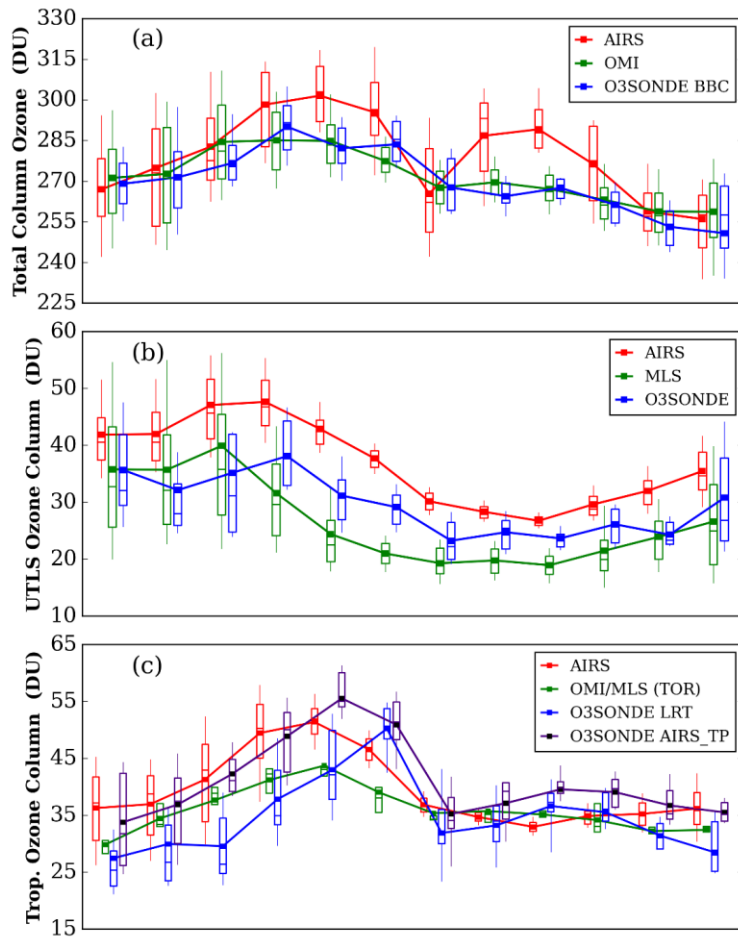 (a)
AIRS
OMI
O3SONDE BBC
Total Column Ozone (DU)
330
315
300
285
270
255
240
225
(b)
AIRS
MLS
O3SONDE
UTLS Ozone Column (DU)
60
50
40
30
20
10
(c)
AIRS
OMI/MLS (TOR)
O3SONDE LRT
O3SONDE AIRS_TP
Trop. Ozone Column (DU)
65
55
45
35
25
15